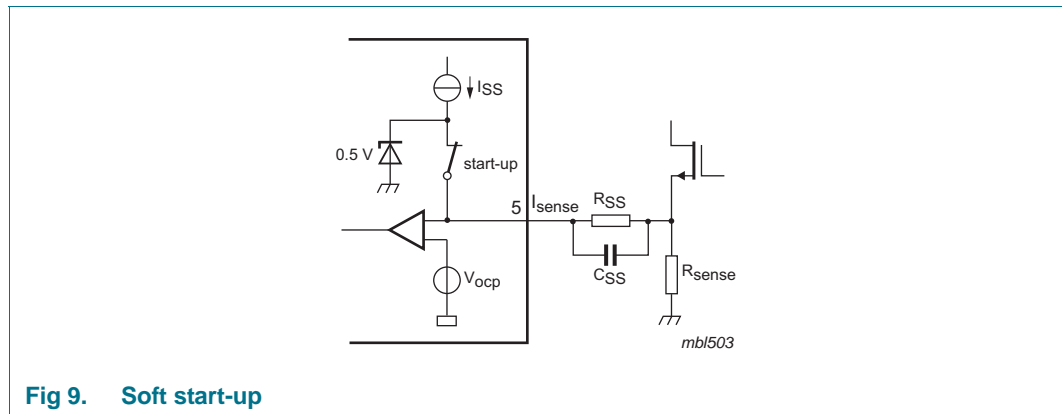 ISS
0.5 V
start-up
5 Isense
RSS
CSS
Vocp
Rsense
mbl503
Fig 9. Soft start-up